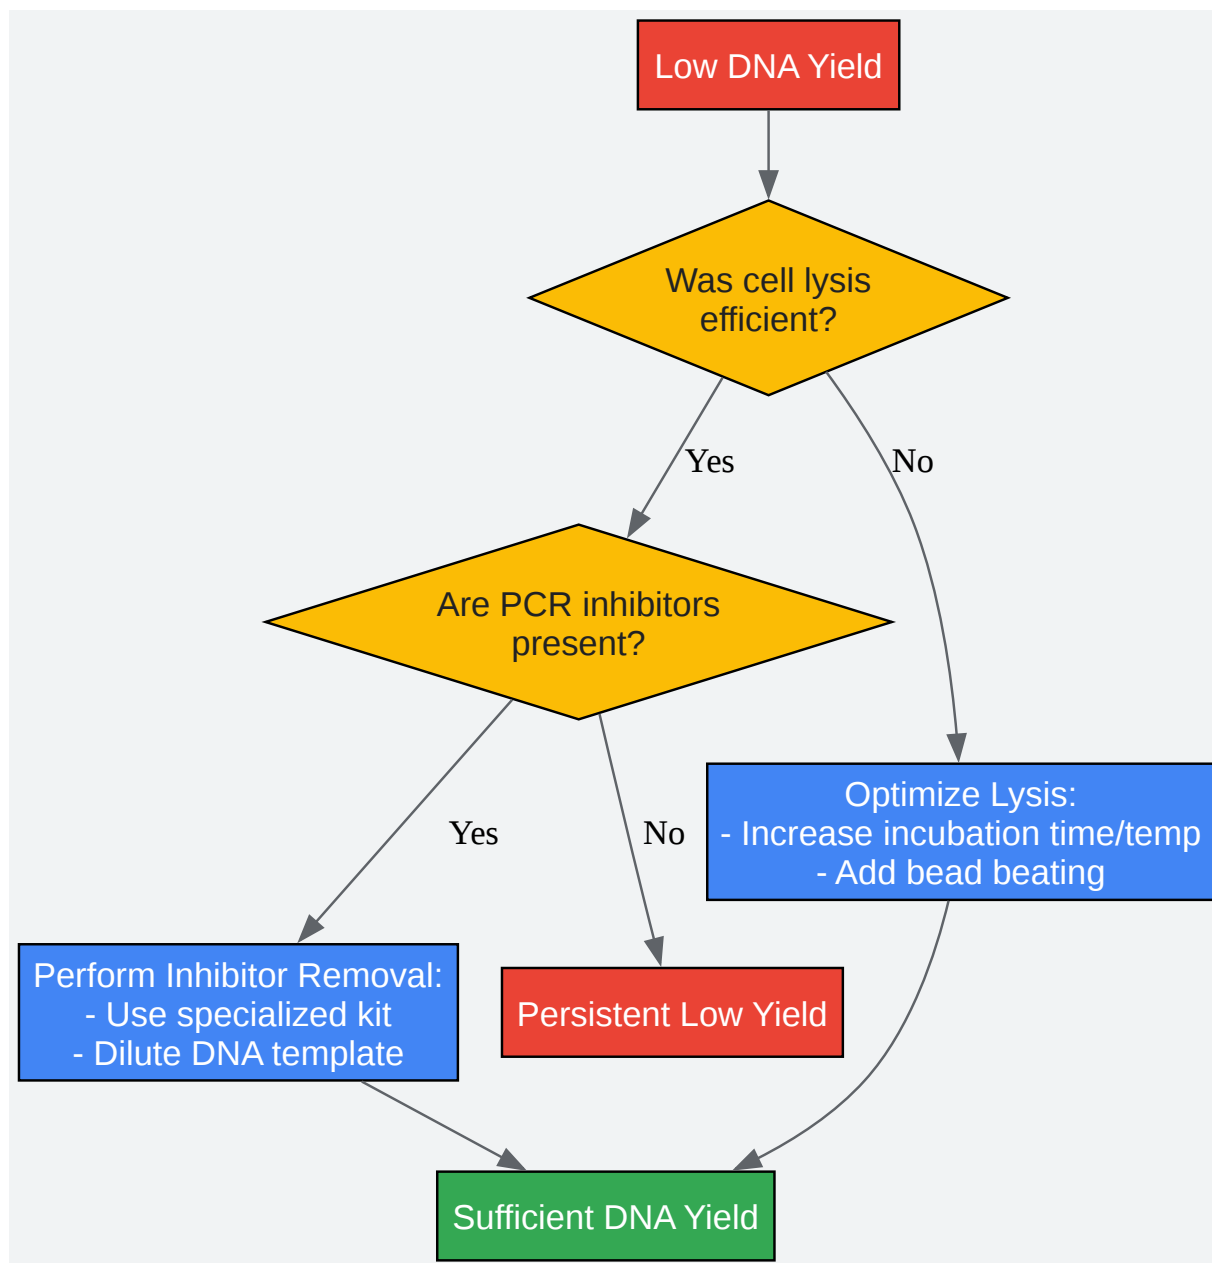 Low DNA Yield
Was cell lysis
efficient?
Yes
No
Are PCR inhibitors
present?
Yes
No
Optimize Lysis:
- Increase incubation time/temp
- Add bead beating
Perform Inhibitor Removal:
- Use specialized kit
- Dilute DNA template
Persistent Low Yield
Sufficient DNA Yield